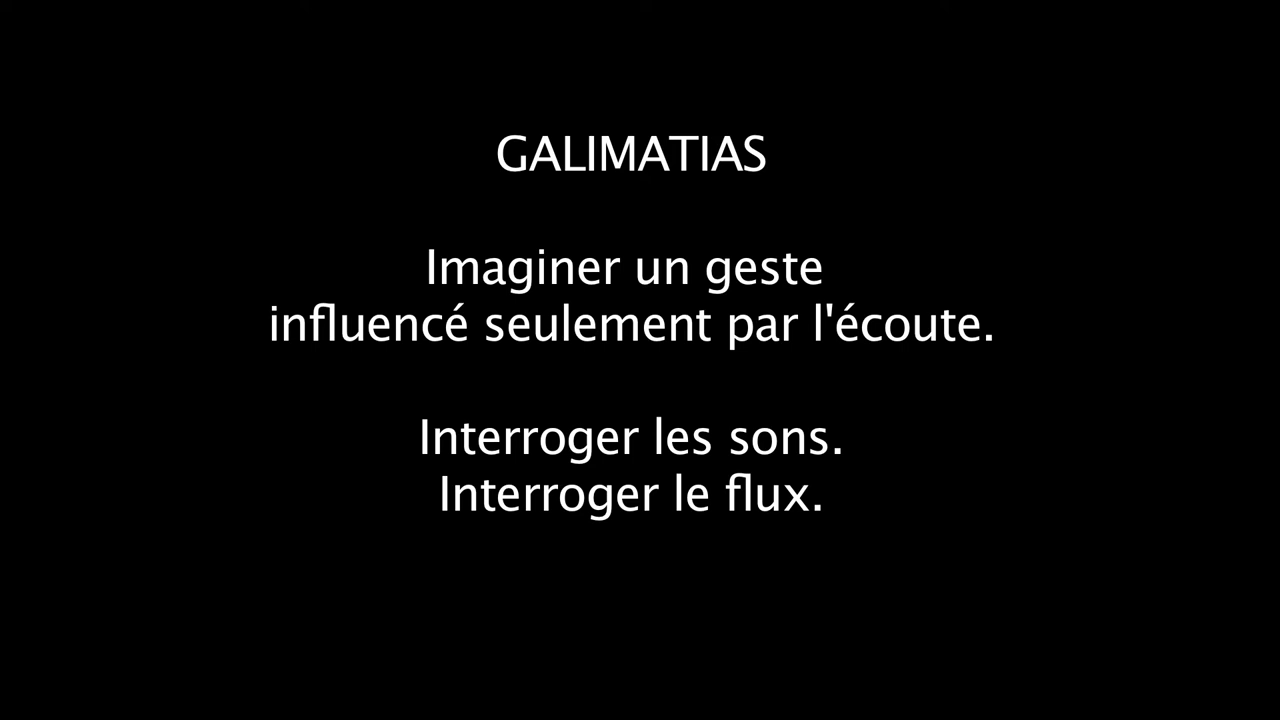 GALIMATIAS
Imaginer un geste
influencé seulement par l'écoute.
Interroger les sons.
Interroger le flux.